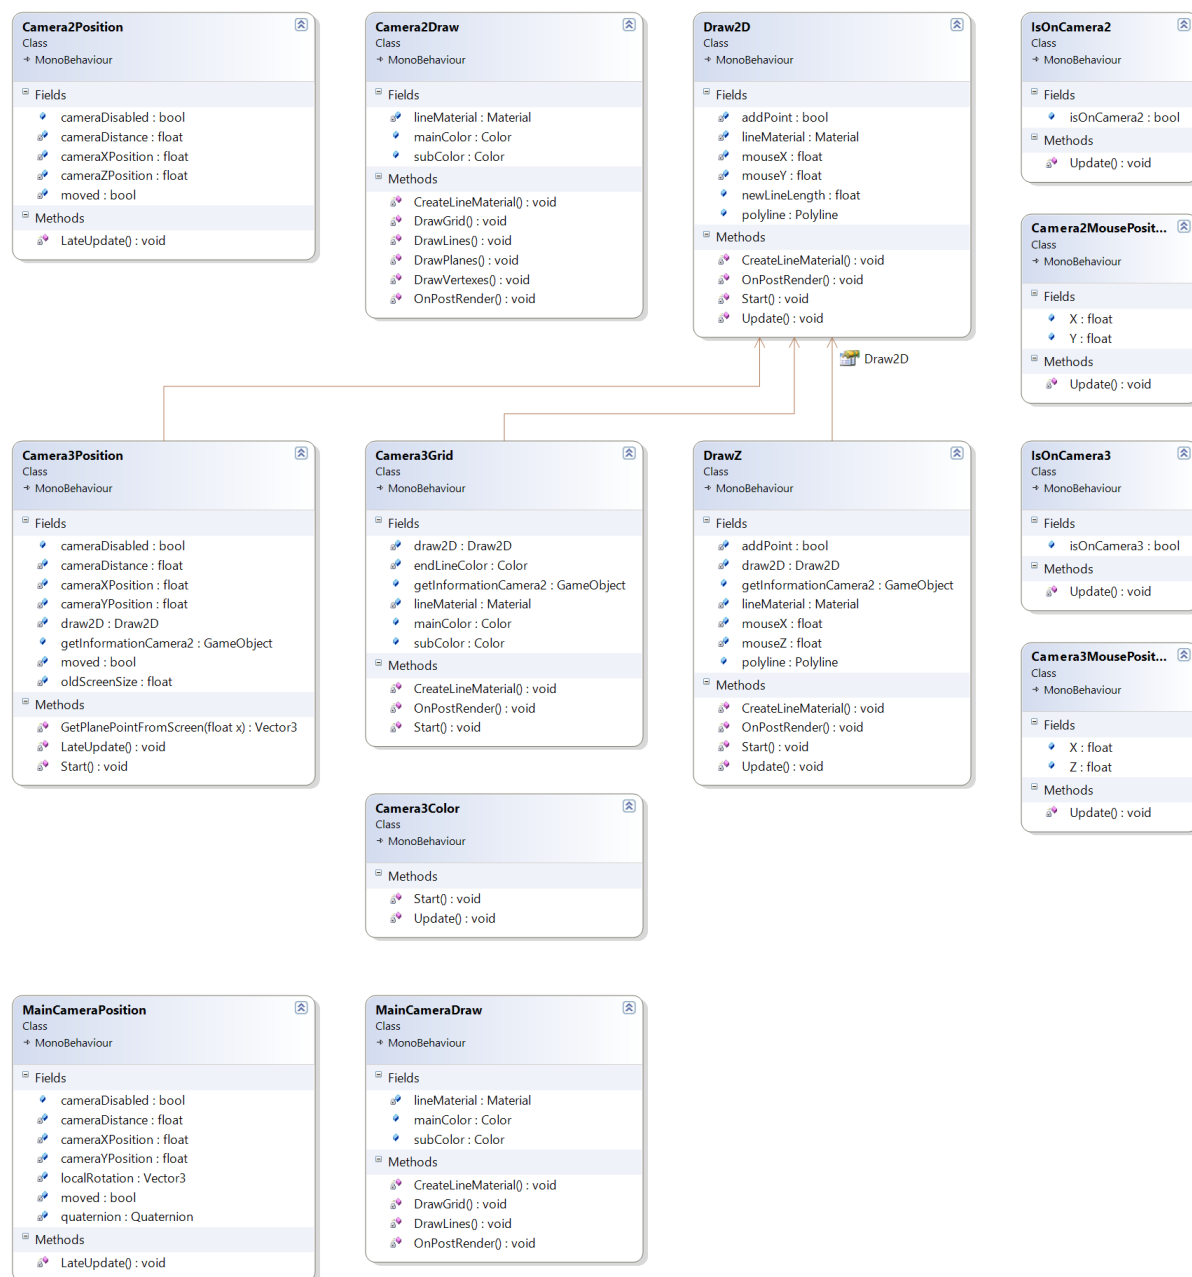 Camera2Position
Class
MonoBehaviour
Fields
cameraDisabled : bool
cameraDistance : float
cameraXPosition : float
cameraZPosition : float
moved : bool
Methods
LateUpdate() : void
Camera2Draw
Class
MonoBehaviour
Fields
lineMaterial : Material
mainColor : Color
subColor : Color
Methods
CreateLineMaterial() : void
DrawGrid() : void
DrawLines() : void
DrawPlanes() : void
DrawVertexes() : void
OnPostRender() : void
Draw2D
Class
MonoBehaviour
Fields
addPoint : bool
lineMaterial : Material
mouseX : float
mouseY : float
newLineLength : float
polyline : Polyline
Methods
CreateLineMaterial() : void
OnPostRender() : void
Start() : void
Update() : void
IsOnCamera2
Class
MonoBehaviour
Fields
isOnCamera2 : bool
Methods
Update() : void
Camera2MousePosit...
Class
MonoBehaviour
Fields
X : float
Y : float
Methods
Update() : void
Draw2D
Camera3Position
Class
MonoBehaviour
Fields
cameraDisabled : bool
cameraDistance : float
cameraXPosition : float
cameraYPosition : float
draw2D : Draw2D
getInformationCamera2 : GameObject
moved : bool
oldScreenSize : float
Methods
GetPlanePointFromScreen(float x) : Vector3
LateUpdate() : void
Start() : void
Camera3Grid
Class
MonoBehaviour
Fields
draw2D : Draw2D
endLineColor : Color
getInformationCamera2 : GameObject
lineMaterial : Material
mainColor : Color
subColor : Color
Methods
CreateLineMaterial() : void
OnPostRender() : void
Start() : void
DrawZ
Class
MonoBehaviour
Fields
addPoint : bool
draw2D : Draw2D
getInformationCamera2 : GameObject
lineMaterial : Material
mouseX : float
mouseZ : float
polyline : Polyline
Methods
CreateLineMaterial() : void
OnPostRender() : void
Start() : void
Update() : void
IsOnCamera3
Class
MonoBehaviour
Fields
isOnCamera3 : bool
Methods
Update() : void
Camera3MousePosit...
Class
MonoBehaviour
Fields
X : float
Z : float
Methods
Update() : void
Camera3Color
Class
MonoBehaviour
Methods
Start() : void
Update() : void
MainCameraPosition
Class
MonoBehaviour
Fields
cameraDisabled : bool
cameraDistance : float
cameraXPosition : float
cameraYPosition : float
localRotation : Vector3
moved : bool
quaternion : Quaternion
Methods
LateUpdate() : void
MainCameraDraw
Class
MonoBehaviour
Fields
lineMaterial : Material
mainColor : Color
subColor : Color
Methods
CreateLineMaterial() : void
DrawGrid() : void
DrawLines() : void
OnPostRender() : void